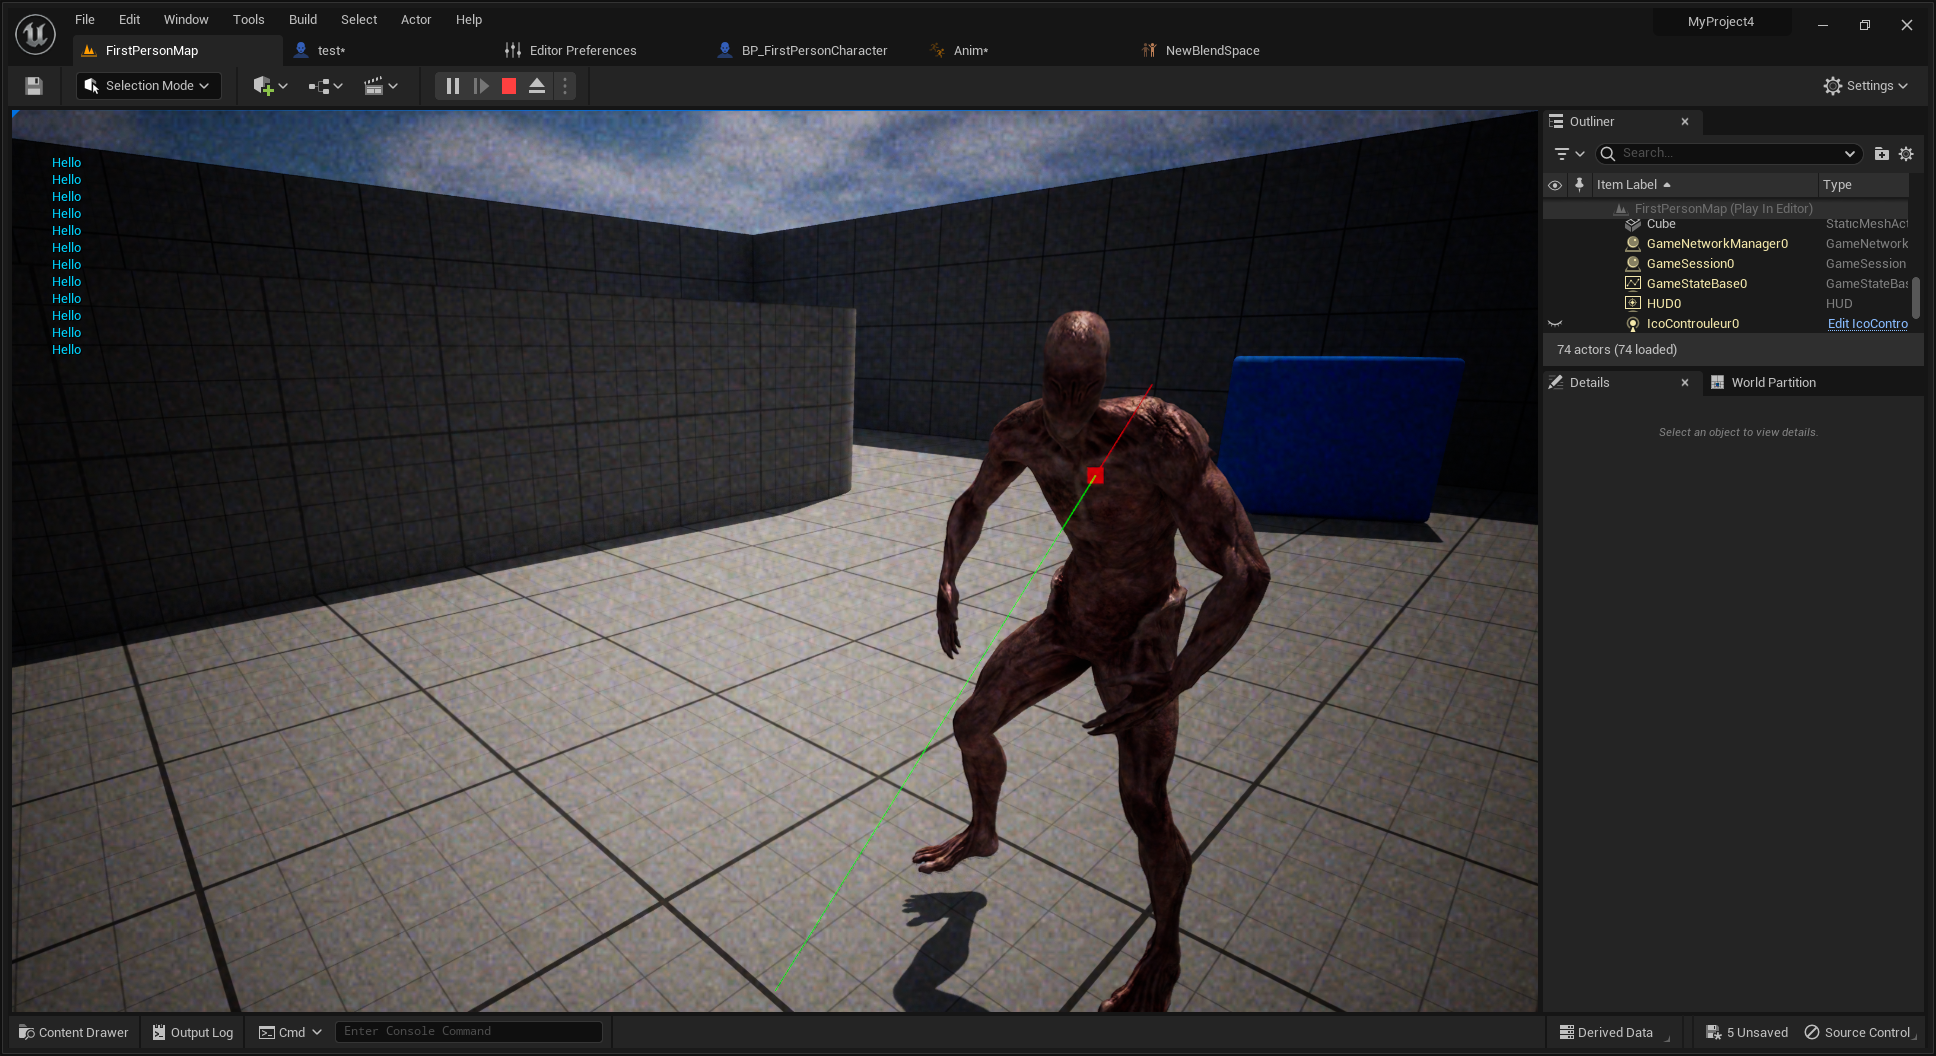 File Edit Window Tools Build Select Actor Help
MyProject4
FirstPersonMap
test*
Editor Preferences
BP_FirstPersonCharacter
Anim*
NewBlendSpace
Selection Mode
Settings
Hello
Hello
Hello
Hello
Hello
Hello
Hello
Hello
Hello
Hello
Hello
Hello
Outliner
Search...
Item Label Type
FirstPersonMap (Play In Editor)
Cube StaticMeshAct
GameNetworkManager0 GameNetwork
GameSession0 GameSession
GameStateBase0 GameStateBas
HUD0 HUD
IcoControuleur0 Edit IcoContro
74 actors (74 loaded)
Details
World Partition
Select an object to view details.
Content Drawer
Output Log
Cmd
Enter Console Command
Derived Data
5 Unsaved
Source Control